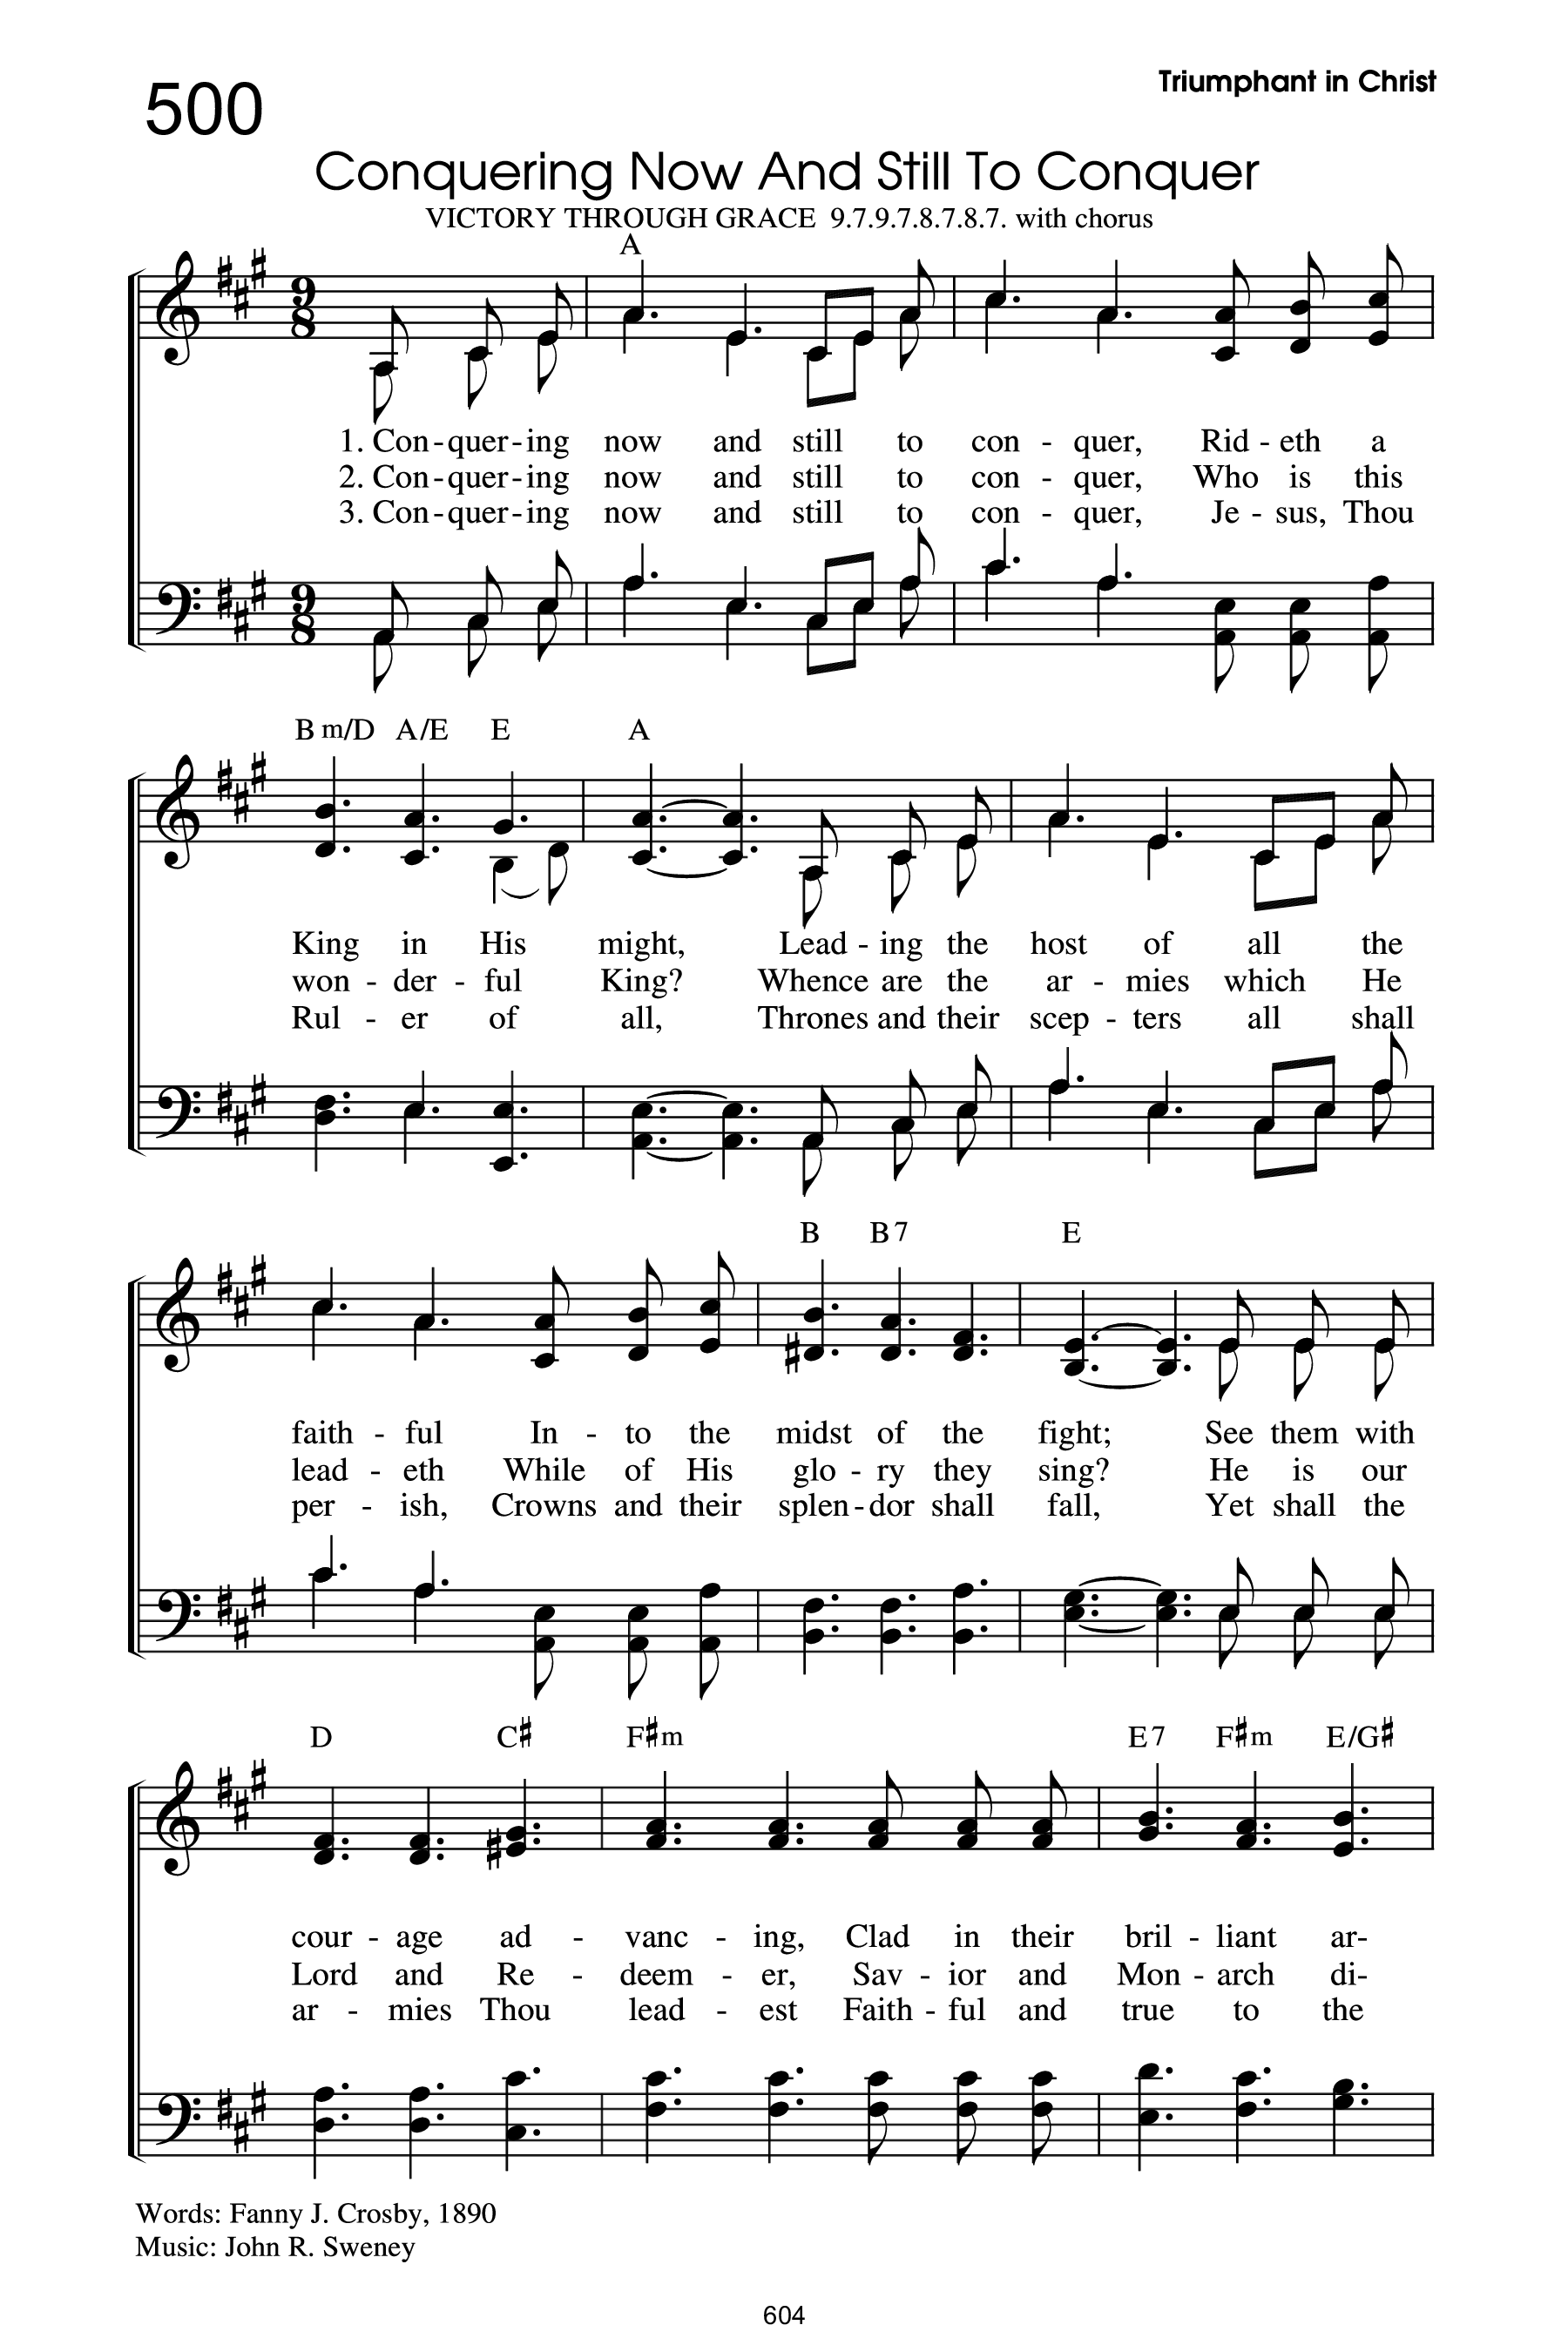 Triumphant in Christ
500
Conquering Now And Still To Conquer
VICTORY THROUGH GRACE 9.7.9.7.8.7.8.7. with chorus
A
9
8
1. Con - quer - ing now and still to con - quer, Rid - eth a
2. Con - quer - ing now and still to con - quer, Who is this
3. Con - quer - ing now and still to con - quer, Je - sus, Thou
9
8
B m/D A/E E A
King in His might, Lead - ing the host of all the
won - der - ful King? Whence are the ar - mies which He
Rul - er of all, Thrones and their scep - ters all shall
B B 7 E
faith - ful In - to the midst of the fight; See them with
lead - eth While of His glo - ry they sing? He is our
per - ish, Crowns and their splen - dor shall fall, Yet shall the
D C♯ F♯m E 7 F♯m E/G♯
cour - age ad - vanc - ing, Clad in their bril - liant ar-
Lord and Re - deem - er, Sav - ior and Mon - arch di-
ar - mies Thou lead - est Faith - ful and true to the
Words: Fanny J. Crosby, 1890
Music: John R. Sweney
604